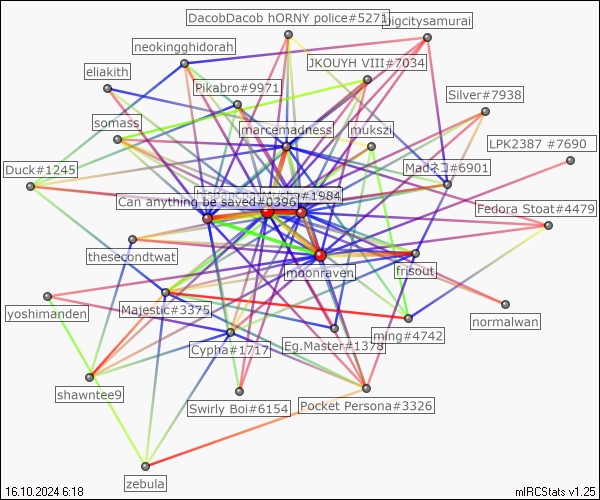 DacobDacob hORNY police#5271
bigcitysamurai
neokingghidorah
JKOUYH VIII#7034
eliakith
Pikabro#9971
Silver#7938
somass
marcemadness
mukszi
LPK2387 #7690
Duck#1245
Madネコ#6901
Mucho#1984
Can anything be saved#0396
Fedora Stoat#4479
thesecondtwat
moonraven
frisout
yoshimanden
Majestic#3375
normalwan
Cypha#1717
Eg.Master#1378
ming#4742
shawntee9
Swirly Boi#6154
Pocket Persona#3326
zebula
16.10.2024 6:18
mIRCStats v1.25